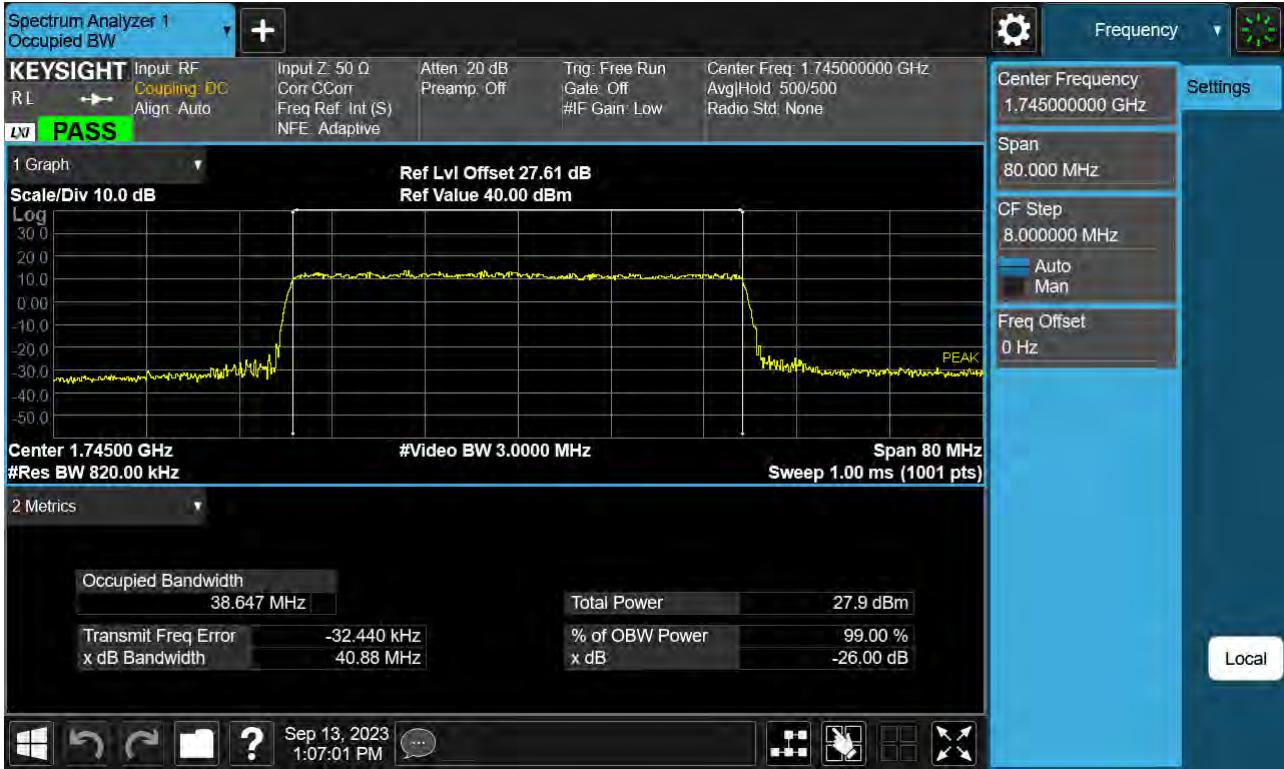 Spectrum Analyzer 1
Occupied BW
Frequency
KEYSIGHT
RL
LXI
PASS
Input: RF
Coupling: DC
Align: Auto
Input Z: 50 Ω
Corr CCorr
Freq Ref: Int (S)
NFE: Adaptive
Atten: 20 dB
Preamp: Off
Trig: Free Run
Gate: Off
#IF Gain: Low
Center Freq: 1.745000000 GHz
Avg|Hold: 500/500
Radio Std: None
Center Frequency
1.745000000 GHz
Settings
Span
80.000 MHz
CF Step
8.000000 MHz
Auto
Man
Freq Offset
0 Hz
Local
1 Graph
Scale/Div 10.0 dB
Ref Lvl Offset 27.61 dB
Ref Value 40.00 dBm
Log
30.0
20.0
10.0
0.00
-10.0
-20.0
-30.0
-40.0
-50.0
PEAK
Center 1.74500 GHz
#Video BW 3.0000 MHz
Span 80 MHz
#Res BW 820.00 kHz
Sweep 1.00 ms (1001 pts)
2 Metrics
Occupied Bandwidth
38.647 MHz
Total Power 27.9 dBm
Transmit Freq Error -32.440 kHz
% of OBW Power 99.00 %
x dB Bandwidth 40.88 MHz
x dB -26.00 dB
?
Sep 13, 2023
1:07:01 PM